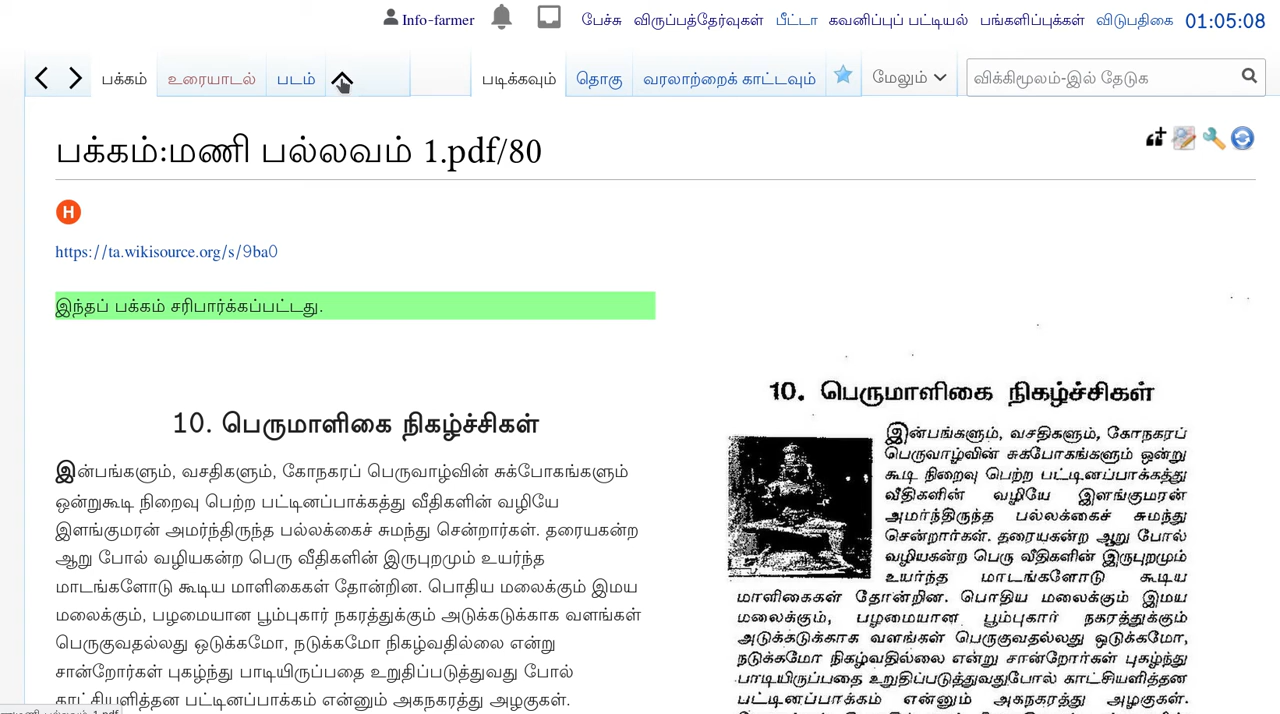 Info-farmer பேச்சு விருப்பத்தேர்வுகள் பீட்டா கவனிப்புப் பட்டியல் பங்களிப்புக்கள் விடுபதிகை 01:05:08
பக்கம் உரையாடல் படம் படிக்கவும் தொகு வரலாற்றைக் காட்டவும் மேலும் விக்கிமூலம்-இல் தேடுக
பக்கம்:மணி பல்லவம் 1.pdf/80
H
https://ta.wikisource.org/s/9ba0
இந்தப் பக்கம் சரிபார்க்கப்பட்டது.
10. பெருமாளிகை நிகழ்ச்சிகள்
இன்பங்களும், வசதிகளும், கோநகரப் பெருவாழ்வின் சுக்போகங்களும்
ஒன்றுகூடி நிறைவு பெற்ற பட்டினப்பாக்கத்து வீதிகளின் வழியே
இளங்குமரன் அமர்ந்திருந்த பல்லக்கைச் சுமந்து சென்றார்கள். தரையகன்ற
ஆறு போல் வழியகன்ற பெரு வீதிகளின் இருபுறமும் உயர்ந்த
மாடங்களோடு கூடிய மாளிகைகள் தோன்றின. பொதிய மலைக்கும் இமய
மலைக்கும், பழமையான பூம்புகார் நகரத்துக்கும் அடுக்கடுக்காக வளங்கள்
பெருகுவதல்லது ஒடுக்கமோ, நடுக்கமோ நிகழ்வதில்லை என்று
சான்றோர்கள் புகழ்ந்து பாடியிருப்பதை உறுதிப்படுத்துவது போல்
காட்சியளித்தன பட்டினப்பாக்கம் என்னும் அகநகரத்து அழகுகள்.
10. பெருமாளிகை நிகழ்ச்சிகள்
இன்பங்களும், வசதிகளும், கோநகரப்
பெருவாழ்வின் சுகபோகங்களும் ஒன்று
கூடி நிறைவு பெற்ற பட்டினப்பாக்கத்து
வீதிகளின் வழியே இளங்குமரன்
அமர்ந்திருந்த பல்லக்கைச் சுமந்து
சென்றார்கள். தரையகன்ற ஆறு போல்
வழியகன்ற பெரு வீதிகளின் இருபுறமும்
உயர்ந்த மாடங்களோடு கூடிய
மாளிகைகள் தோன்றின. பொதிய மலைக்கும் இமய
மலைக்கும், பழமையான பூம்புகார் நகரத்துக்கும்
அடுக்கடுக்காக வளங்கள் பெருகுவதல்லது ஒடுக்கமோ,
நடுக்கமோ நிகழ்வதில்லை என்று சான்றோர்கள் புகழ்ந்து
பாடியிருப்பதை உறுதிப்படுத்துவதுபோல் காட்சியளித்தன
பட்டினப்பாக்கம் என்னும் அகநகரத்து அழகுகள்.